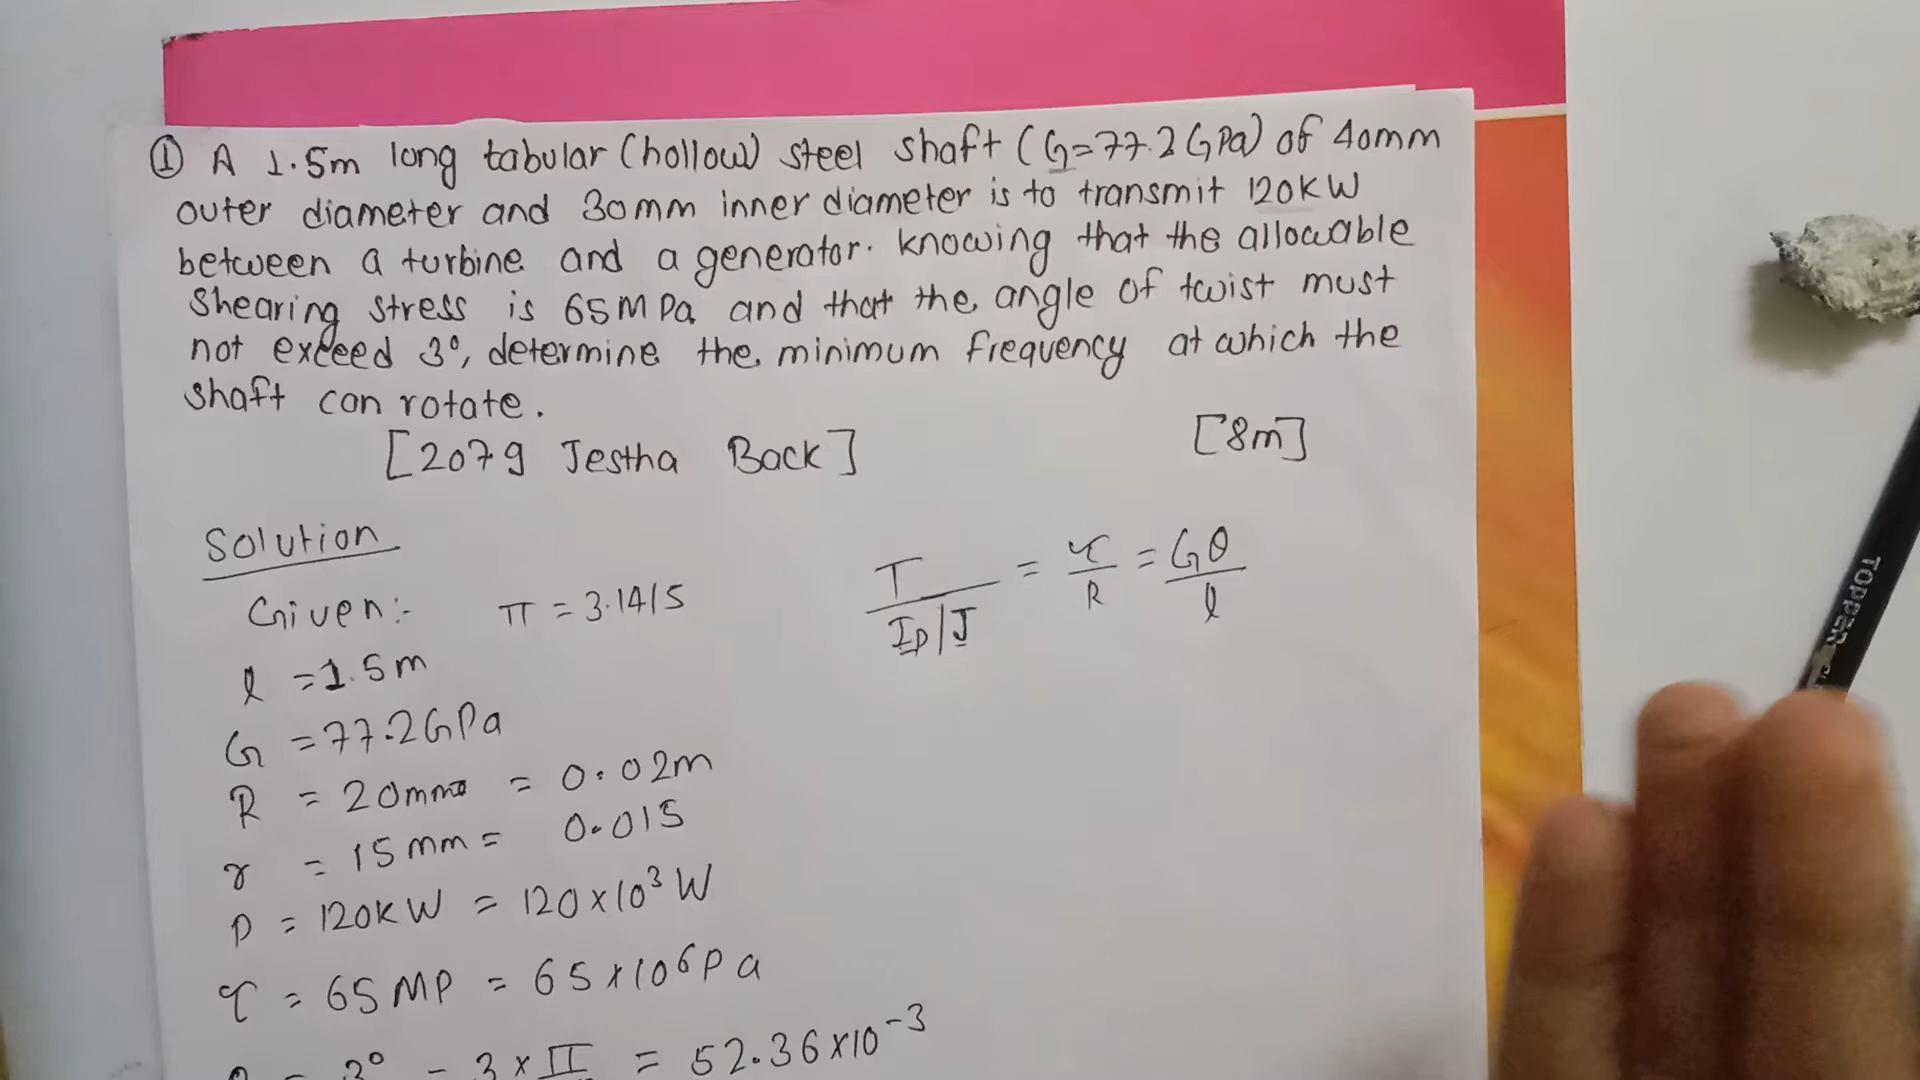 ① A 1.5m long tabular (hollow) steel shaft (G=77.2 GPa) of 40mm
outer diameter and 30mm inner diameter is to transmit 120KW
between a turbine and a generator. Knowing that the allowable
shearing stress is 65MPa and that the angle of twist must
not exceed 3°, determine the minimum frequency at which the
shaft can rotate.
[2079 Jestha Back] [8m]
Solution
Given:- π = 3.1415
T/(Ip/J) = τ/R = Gθ/l
l = 1.5m
G = 77.2GPa
R = 20mm = 0.02m
r = 15mm = 0.015
P = 120KW = 120×10³ W
τ = 65MP = 65×10⁶Pa
= 3° = 3×π = 52.36×10⁻³
TOPPER